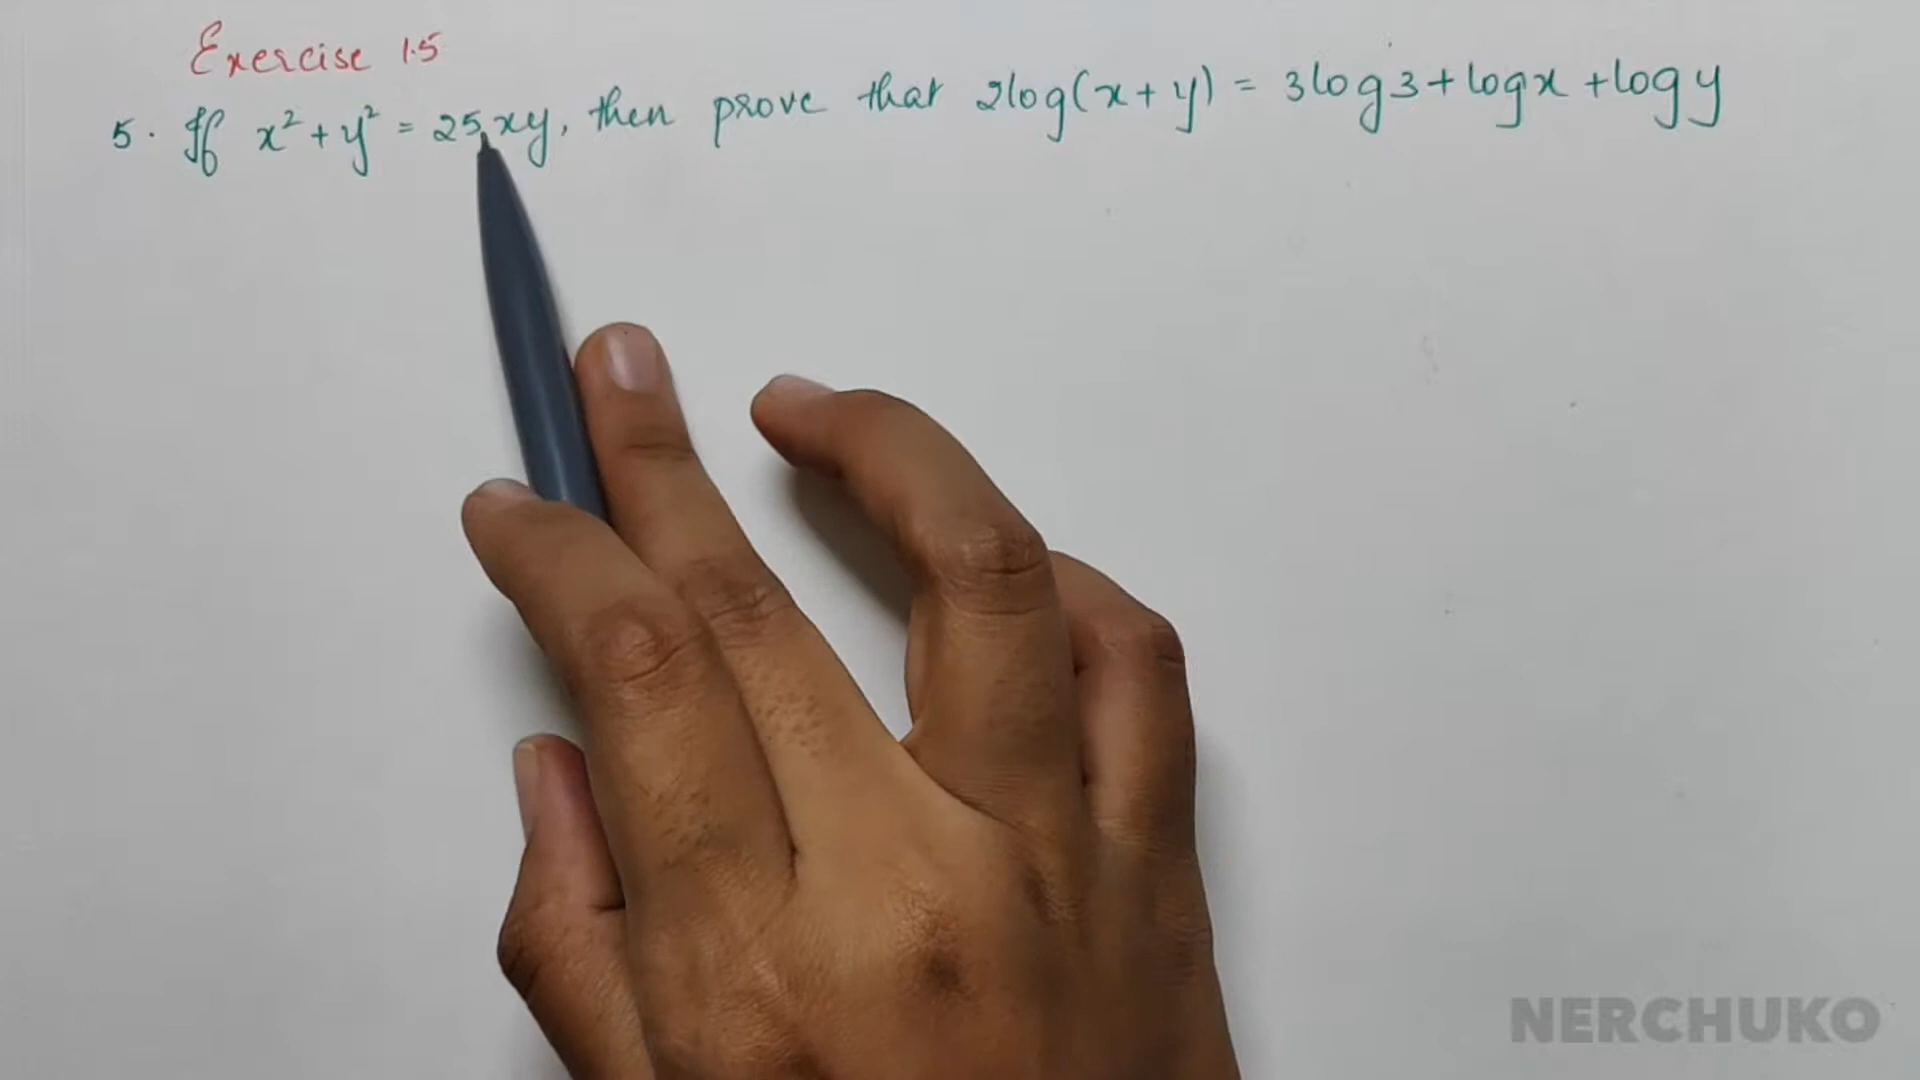 Exercise 1.5
5. If x² + y² = 25xy, then prove that 2log(x+y) = 3log3 + logx + logy
NERCHUKO